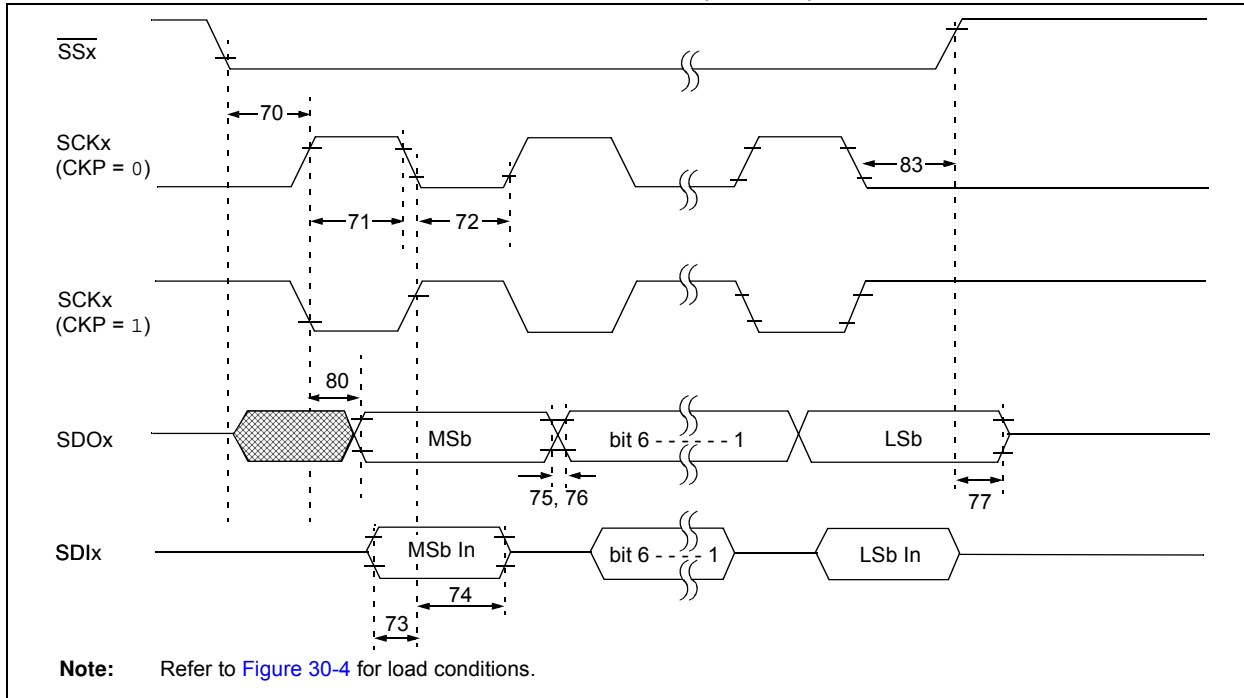 SSx
70
SCKx
(CKP = 0)
83
71
72
SCKx
(CKP = 1)
80
SDOx
MSb
bit 6 - - - - - - 1
LSb
75, 76
77
SDIx
MSb In
bit 6 - - - - - 1
LSb In
74
73
Note: Refer to Figure 30-4 for load conditions.